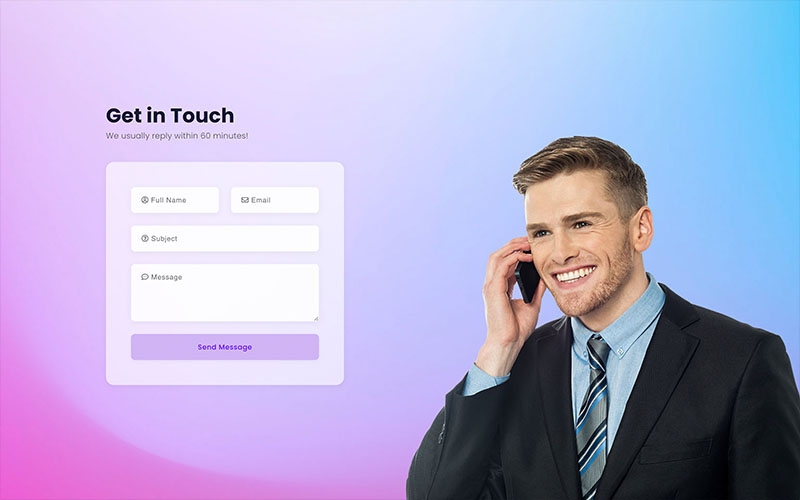 Get in Touch
We usually reply within 60 minutes!
Full Name
Email
Subject
Message
Send Message